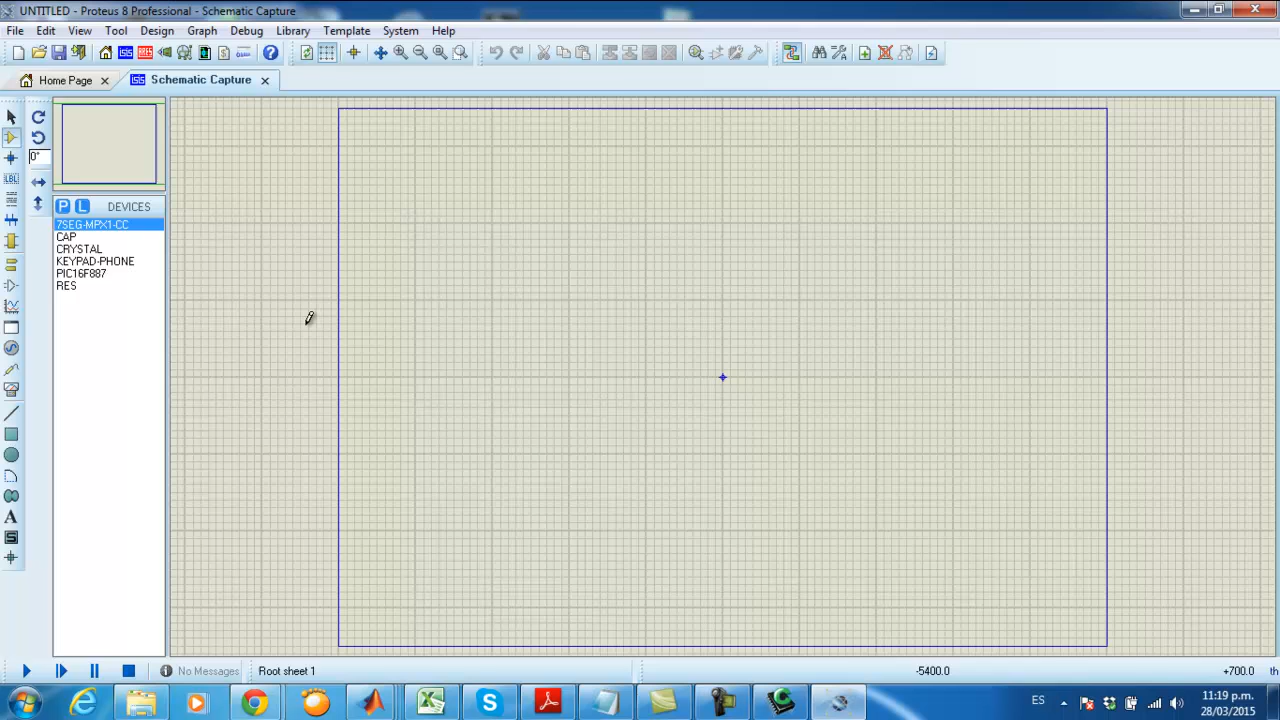 UNTITLED - Proteus 8 Professional - Schematic Capture
File Edit View Tool Design Graph Debug Library Template System Help
Home Page Schematic Capture
LBL
0°
P L DEVICES
7SEG-MPX1-CC
CAP
CRYSTAL
KEYPAD-PHONE
PIC16F887
RES
A
S
No Messages Root sheet 1 -5400.0 +700.0 th
ES 11:19 p.m.
28/03/2015